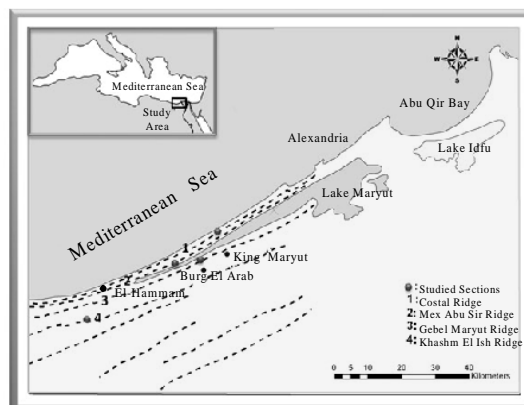 Mediterranean Sea
Study
Area
N
W E
S
Abu Qir Bay
Alexandria
Lake Idfu
Lake Maryut
Mediterranean Sea
1
King Maryut
Burg El Arab
2
El Hammam
3
4
: Studied Sections
1: Costal Ridge
2: Mex Abu Sir Ridge
3: Gebel Maryut Ridge
4: Khashm El Ish Ridge
0 5 10 20 30 40
Kilometers